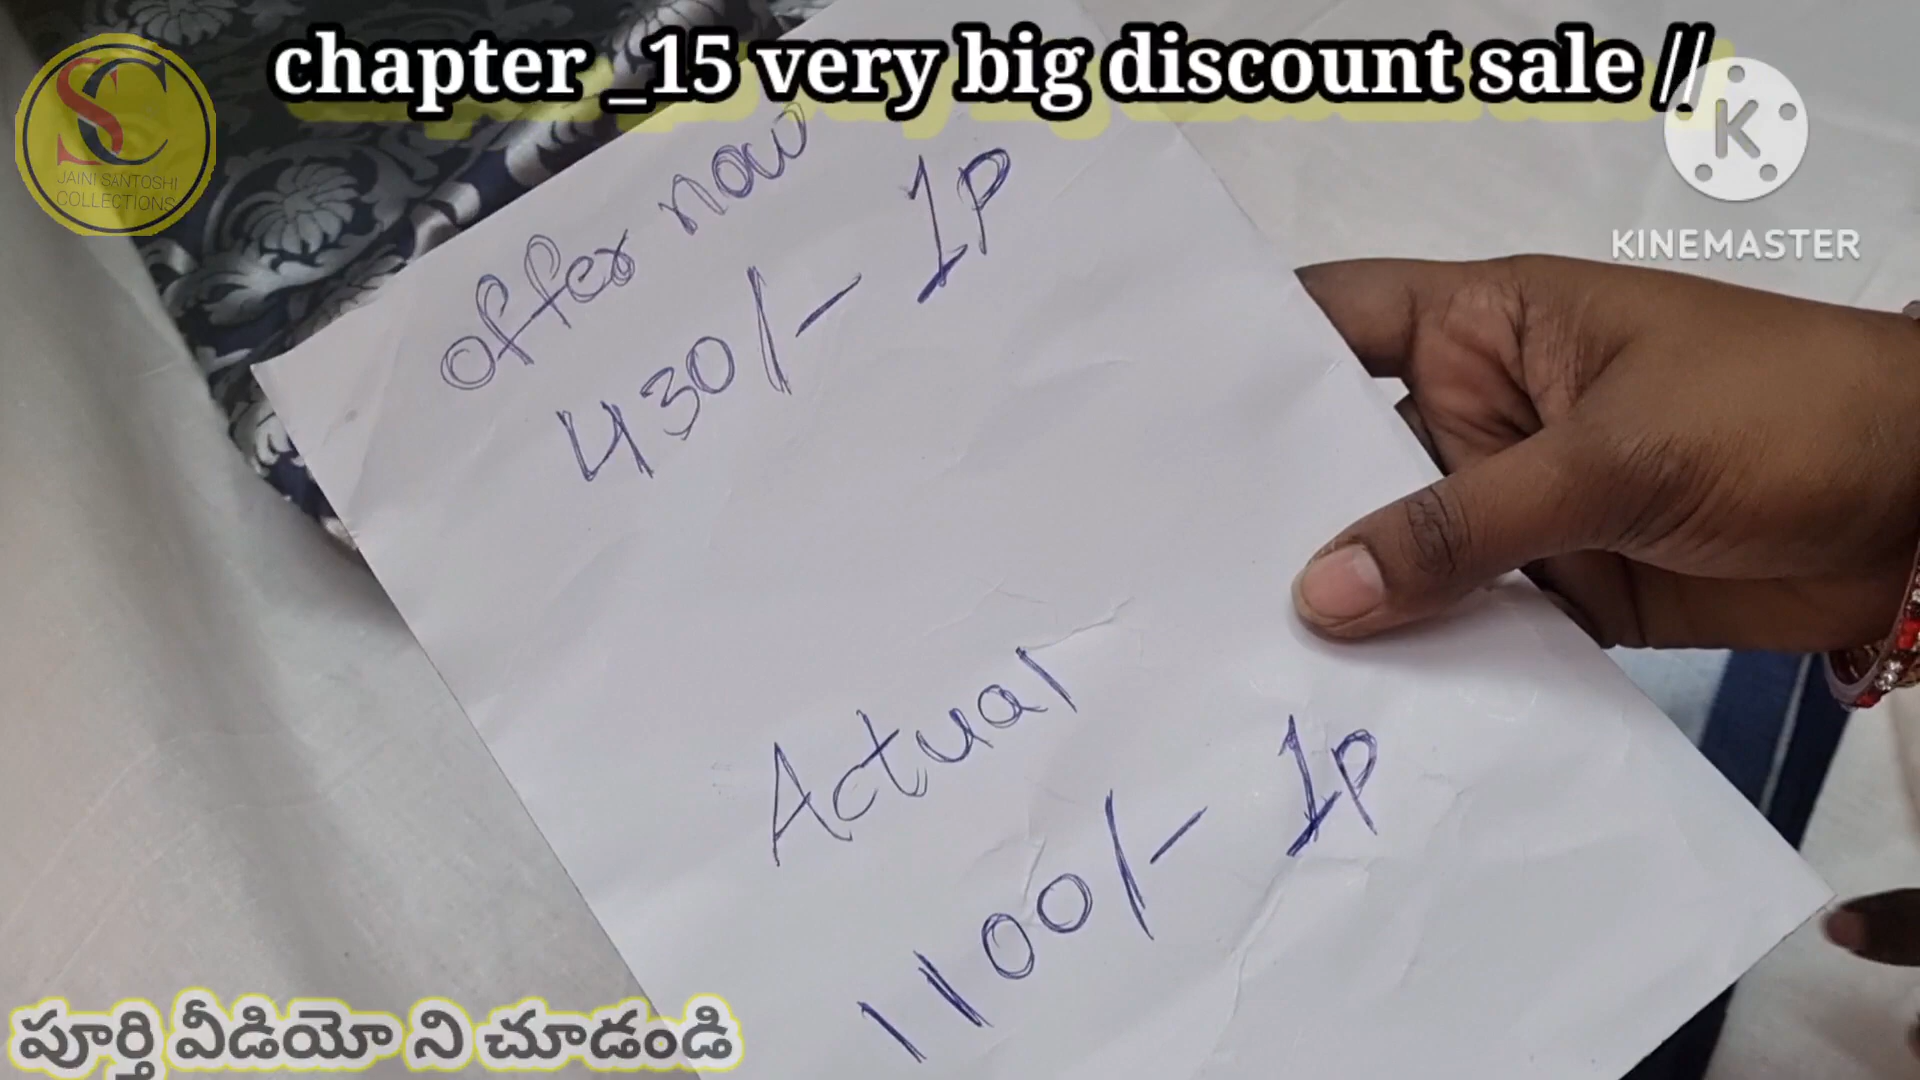 chapter _15 very big discount sale //
SC
JAINI SANTOSHI
COLLECTIONS
K
KINEMASTER
offer now
430/- 1P
Actual
1100/- 1P
పూర్తి వీడియో ని చూడండి